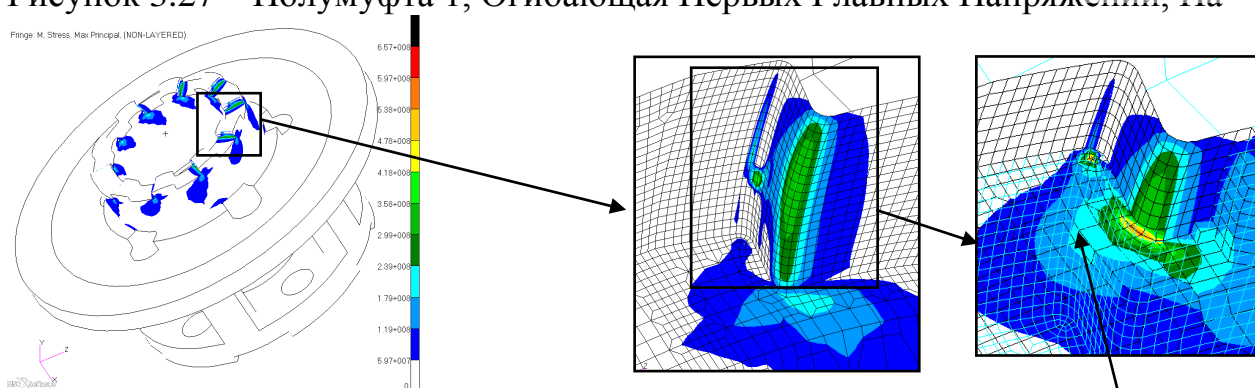 Рисунок 3.27 – Полумуфта 1, Огибающая Первых Главных Напряжений, Па
Fringe: M, Stress, Max Principal, (NON-LAYERED)
6.57+008
5.97+008
5.38+008
4.78+008
4.18+008
3.58+008
2.99+008
2.39+008
1.79+008
1.19+008
5.97+007
0
Y
Z
X
Z